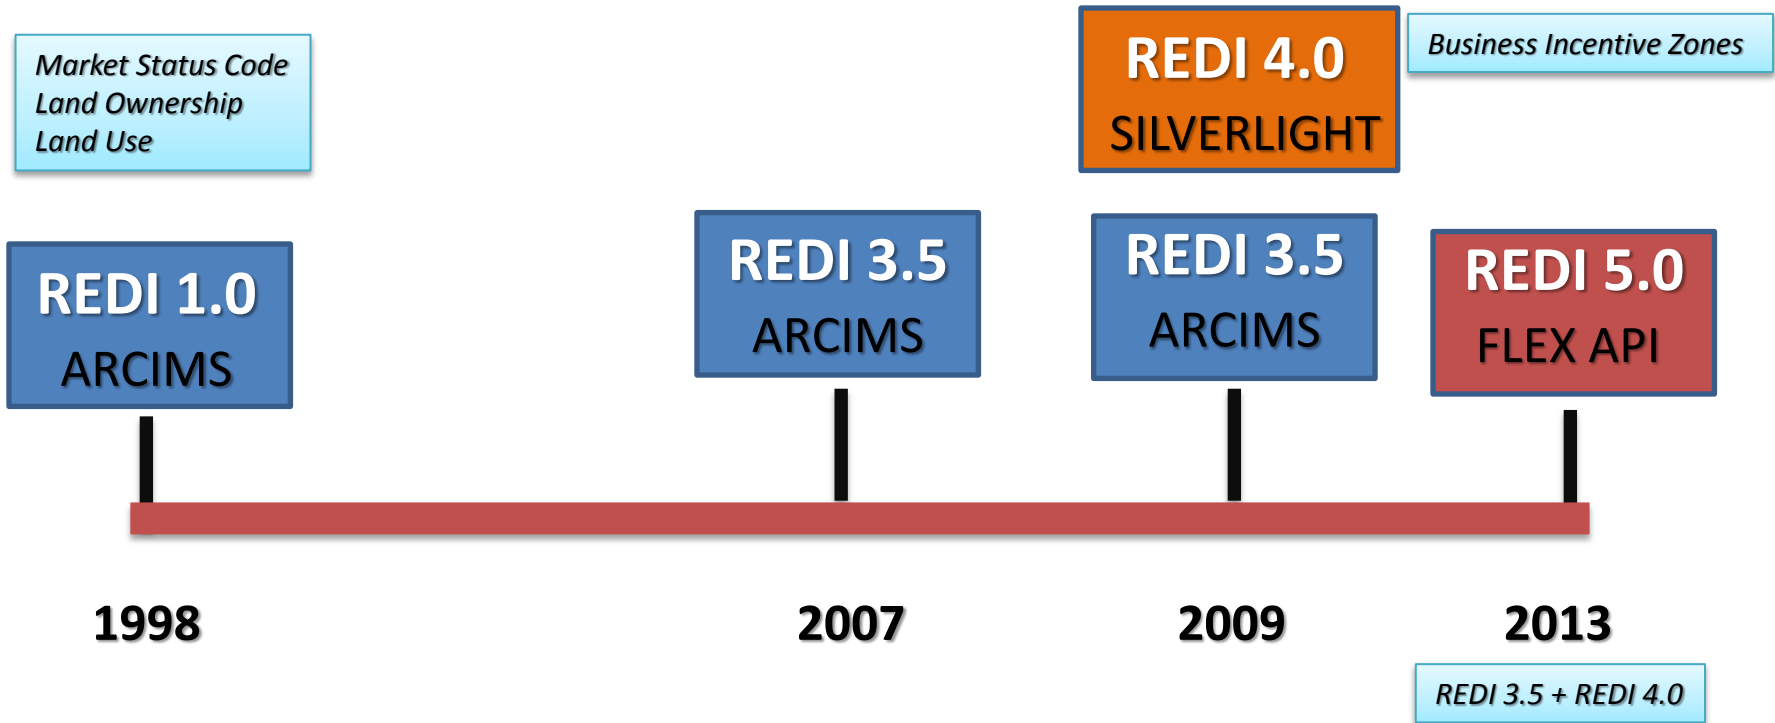 Market Status Code
Land Ownership
Land Use
REDI 1.0
ARCIMS
REDI 3.5
ARCIMS
REDI 4.0
SILVERLIGHT
Business Incentive Zones
REDI 3.5
ARCIMS
REDI 5.0
FLEX API
1998
2007
2009
2013
REDI 3.5 + REDI 4.0